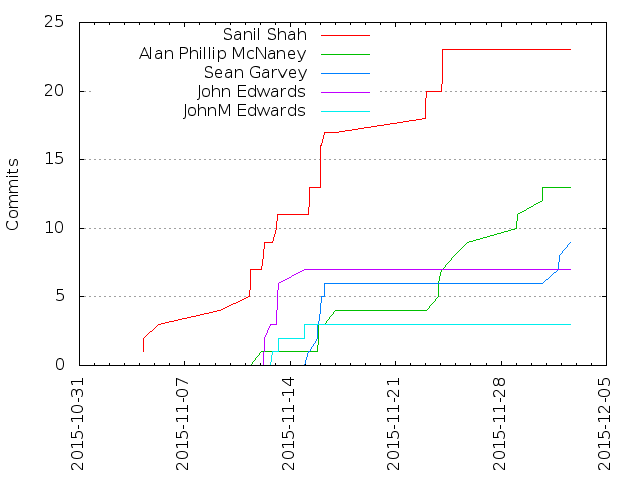 25
20
15
10
5
0
Commits
Sanil Shah
Alan Phillip McNaney
Sean Garvey
John Edwards
JohnM Edwards
2015-10-31
2015-11-07
2015-11-14
2015-11-21
2015-11-28
2015-12-05